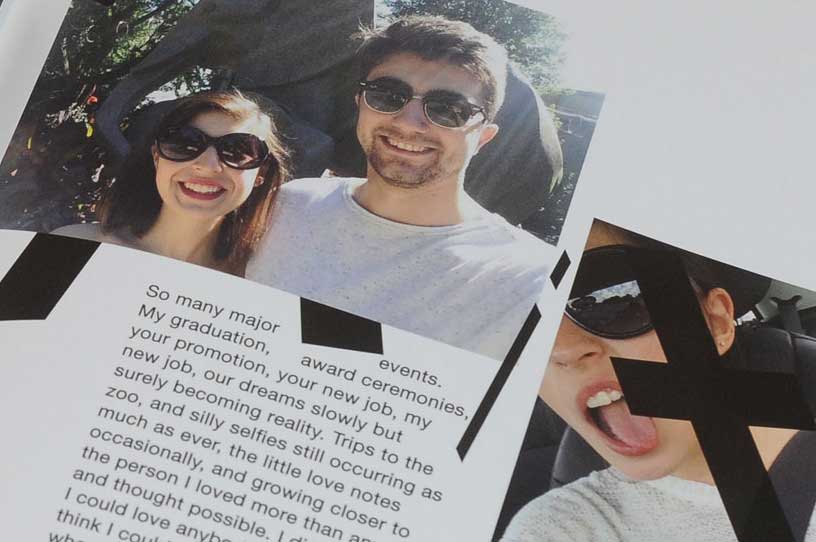 So many major events.
My graduation, award ceremonies,
your promotion, your new job, my
new job, our dreams slowly but
surely becoming reality. Trips to the
zoo, and silly selfies still occurring as
much as ever, the little love notes
occasionally, and growing closer to
the person I loved more than
and thought possible. I
I could love
think I